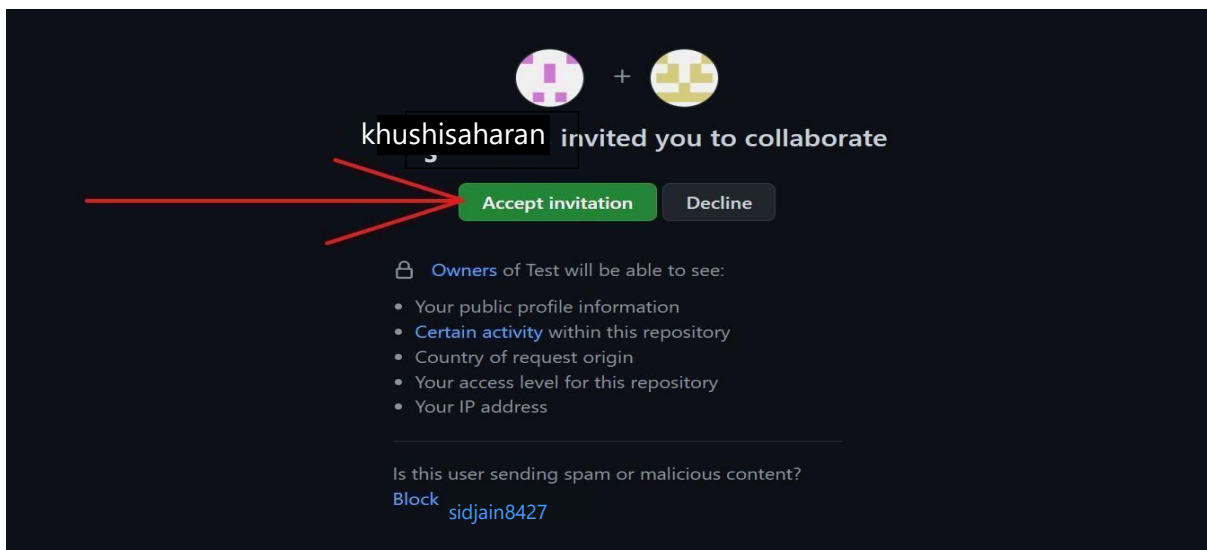 +
khushisaharan invited you to collaborate
Accept invitation Decline
Owners of Test will be able to see:
• Your public profile information
• Certain activity within this repository
• Country of request origin
• Your access level for this repository
• Your IP address
Is this user sending spam or malicious content?
Block sidjain8427